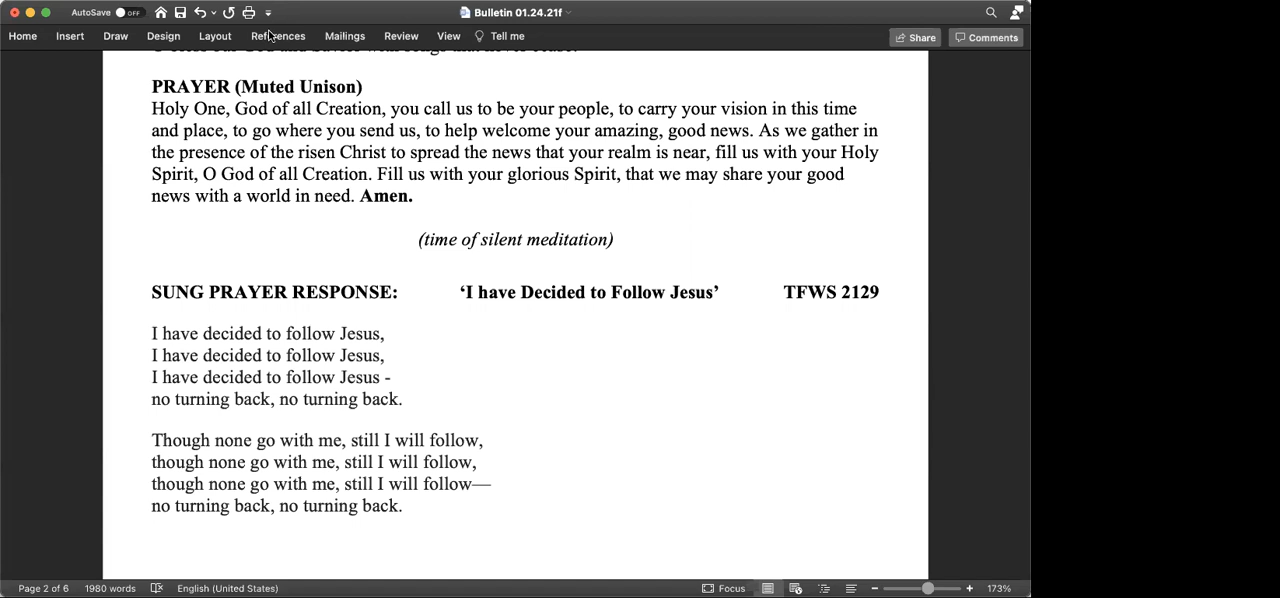 AutoSave OFF Bulletin 01.24.21f
Home Insert Draw Design Layout References Mailings Review View Tell me Share Comments
PRAYER (Muted Unison)
Holy One, God of all Creation, you call us to be your people, to carry your vision in this time
and place, to go where you send us, to help welcome your amazing, good news. As we gather in
the presence of the risen Christ to spread the news that your realm is near, fill us with your Holy
Spirit, O God of all Creation. Fill us with your glorious Spirit, that we may share your good
news with a world in need. Amen.
(time of silent meditation)
SUNG PRAYER RESPONSE: ‘I have Decided to Follow Jesus’ TFWS 2129
I have decided to follow Jesus,
I have decided to follow Jesus,
I have decided to follow Jesus -
no turning back, no turning back.
Though none go with me, still I will follow,
though none go with me, still I will follow,
though none go with me, still I will follow—
no turning back, no turning back.
Page 2 of 6 1980 words English (United States) Focus 173%